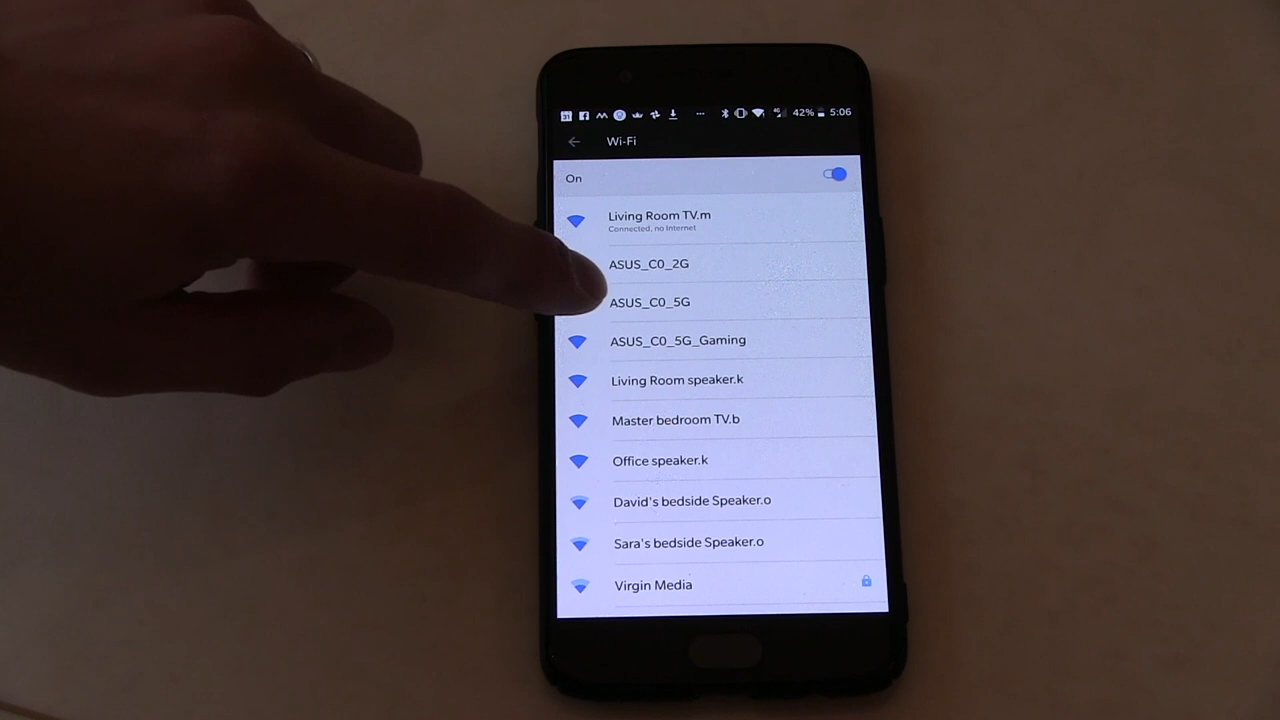 31 42% 5:06
Wi-Fi
On
Living Room TV.m
Connected, no Internet
ASUS_C0_2G
ASUS_C0_5G
ASUS_C0_5G_Gaming
Living Room speaker.k
Master bedroom TV.b
Office speaker.k
David's bedside Speaker.o
Sara's bedside Speaker.o
Virgin Media